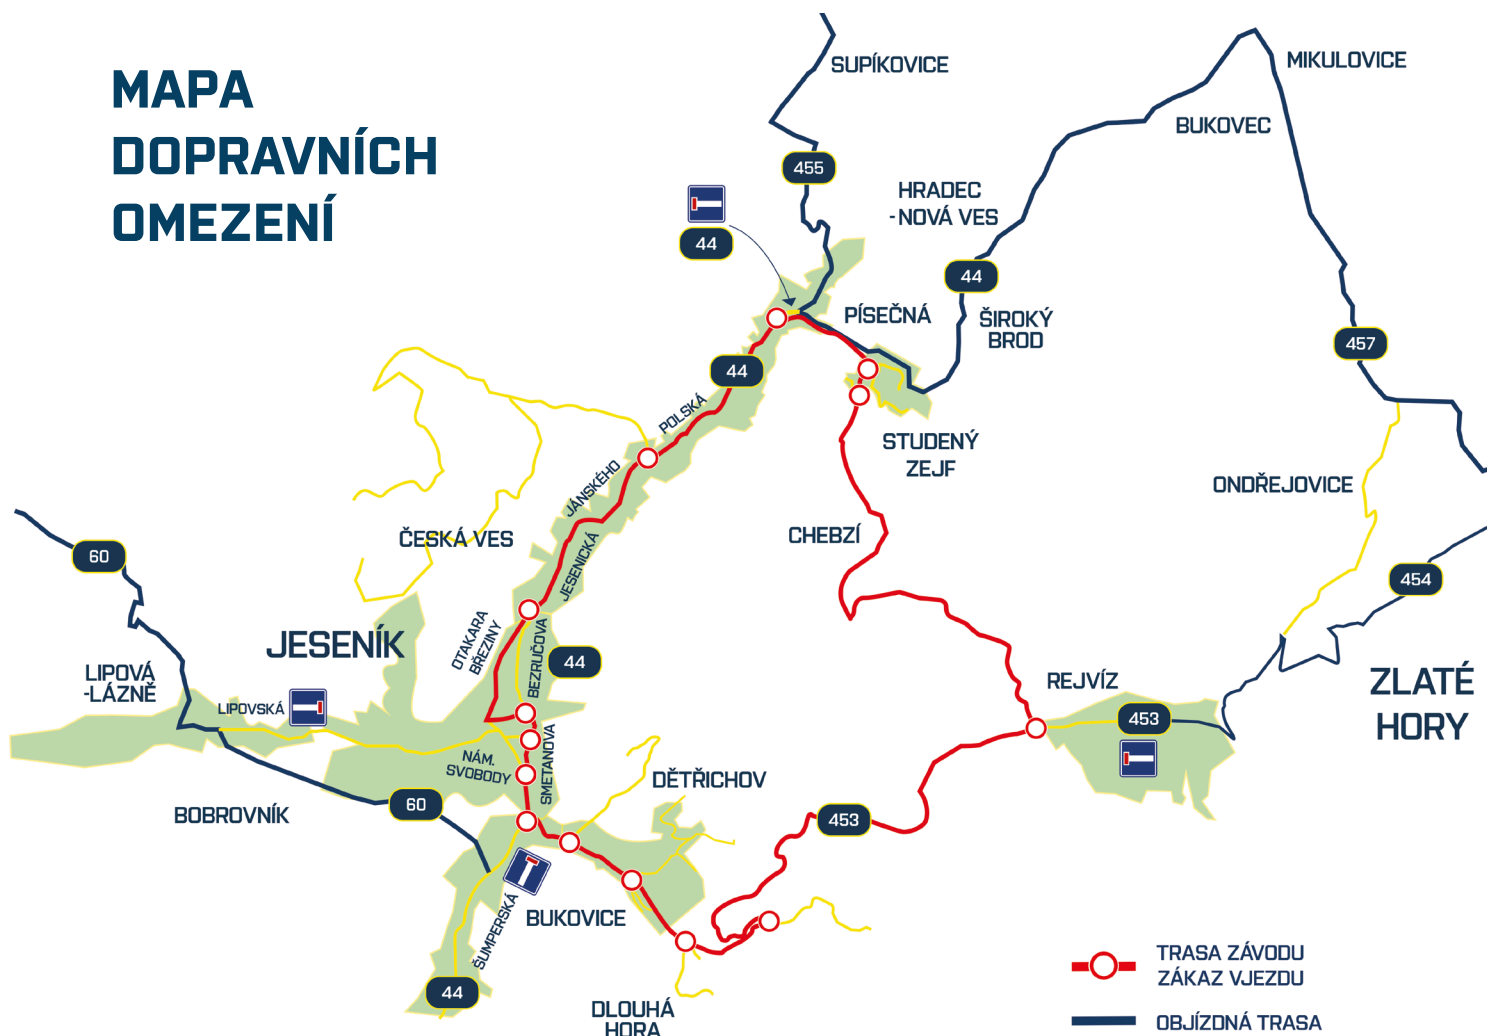 MAPA
DOPRAVNÍCH
OMEZENÍ
SUPÍKOVICE
MIKULOVICE
BUKOVEC
455
HRADEC
-NOVÁ VES
44
44
PÍSEČNÁ
ŠIROKÝ
BROD
457
44
POLSKÁ
STUDENÝ
ZEJF
JÁNSKÉHO
ONDŘEJOVICE
CHEBZÍ
ČESKÁ VES
60
JESENICKÁ
454
OTAKARA
BŘEZINY
BEZRUČOVA
JESENÍK
44
LIPOVÁ
-LÁZNĚ
LIPOVSKÁ
REJVÍZ
ZLATÉ
HORY
453
NÁM.
SVOBODY
SMETANOVA
DĚTŘICHOV
BOBROVNÍK
60
453
ŠUMPERSKÁ
BUKOVICE
44
DLOUHÁ
HORA
TRASA ZÁVODU
ZÁKAZ VJEZDU
OBJÍZDNÁ TRASA